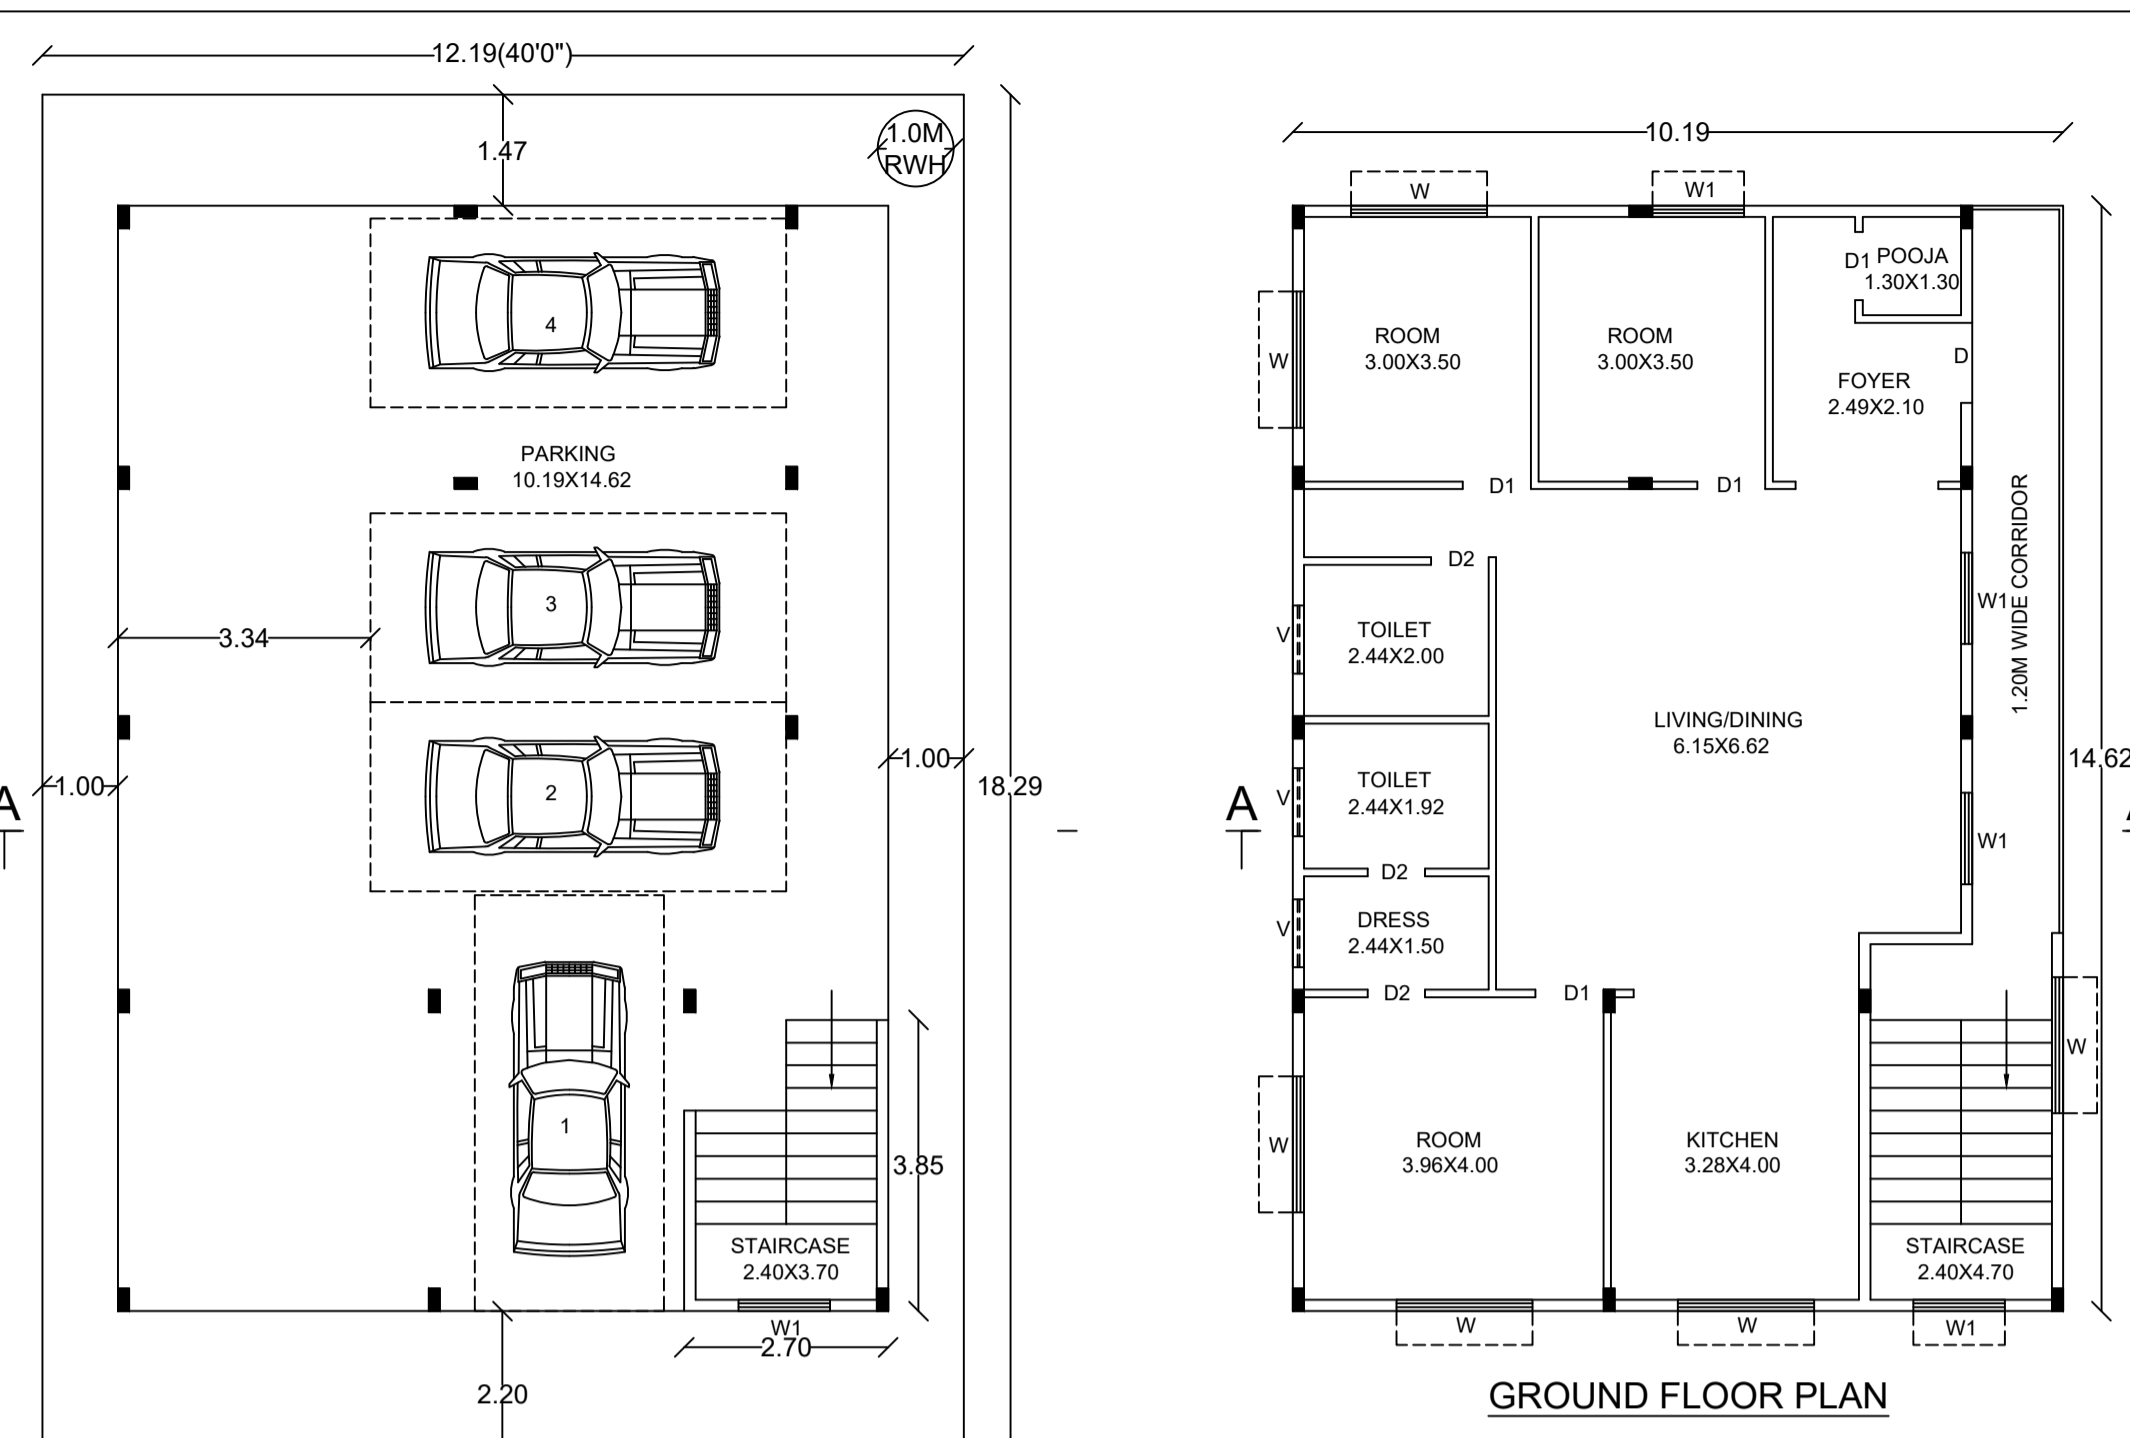 12.19(40'0")
1.47
1.0M
RWH
4
PARKING
10.19X14.62
3
3.34
2
1.00
1.00
18.29
A
1
3.85
STAIRCASE
2.40X3.70
W1
2.70
2.20
10.19
W
W1
D1
POOJA
1.30X1.30
ROOM
3.00X3.50
ROOM
3.00X3.50
W
D
FOYER
2.49X2.10
D1
D1
1.20M WIDE CORRIDOR
D2
W1
V
TOILET
2.44X2.00
LIVING/DINING
6.15X6.62
14.62
TOILET
2.44X1.92
V
A
W1
D2
DRESS
2.44X1.50
V
D2
D1
W
W
ROOM
3.96X4.00
KITCHEN
3.28X4.00
STAIRCASE
2.40X4.70
W
W
W1
GROUND FLOOR PLAN